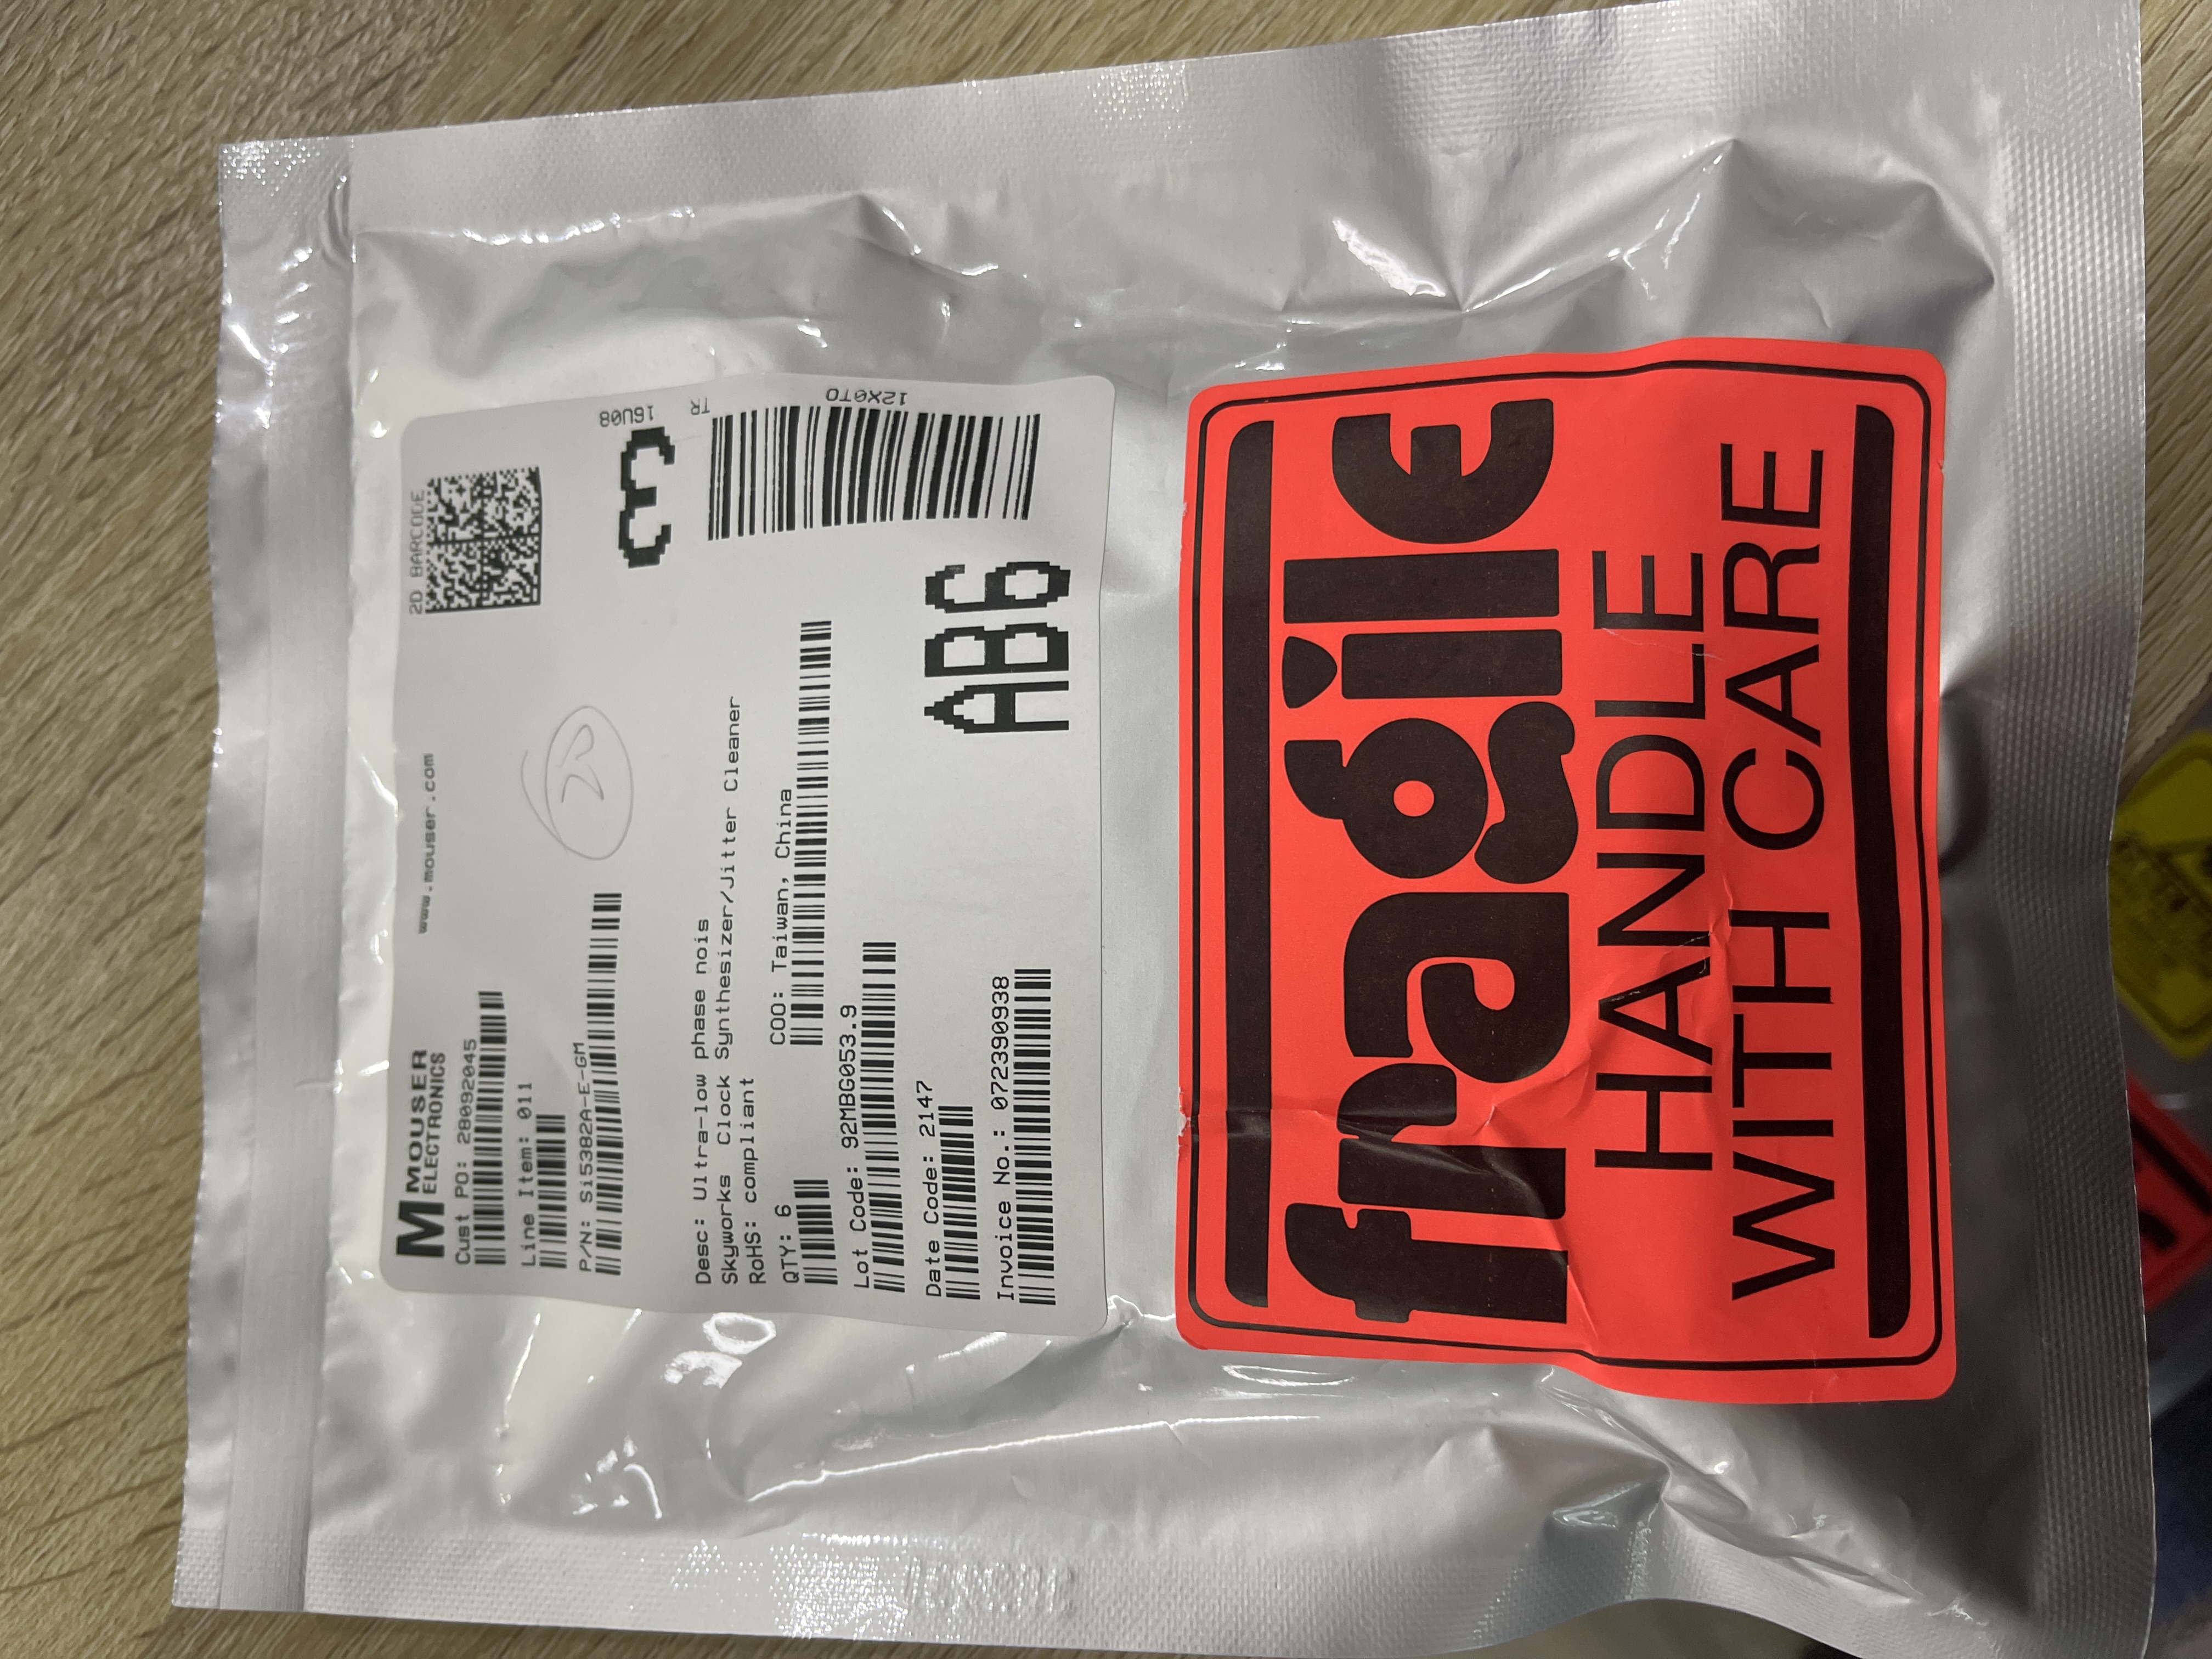 MOUSER
ELECTRONICS
www.mouser.com
2D BARCODE
Cust PO: 28092045
Line Item: 011
P/N: Si5382A-E-GM
16U08
3
TR
Desc: Ultra-low phase nois
Skyworks Clock Synthesizer/Jitter Cleaner
RoHS: compliant
QTY: 6
COO: Taiwan, China
12X0T0
Lot Code: 92MBG053.9
Date Code: 2147
AB6
Invoice No.: 072390938
fragile
HANDLE
WITH CARE